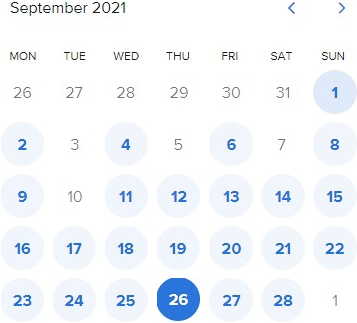 September 2021 < >
MON TUE WED THU FRI SAT SUN
26 27 28 29 30 31 1
2 3 4 5 6 7 8
9 10 11 12 13 14 15
16 17 18 19 20 21 22
23 24 25 26 27 28 1